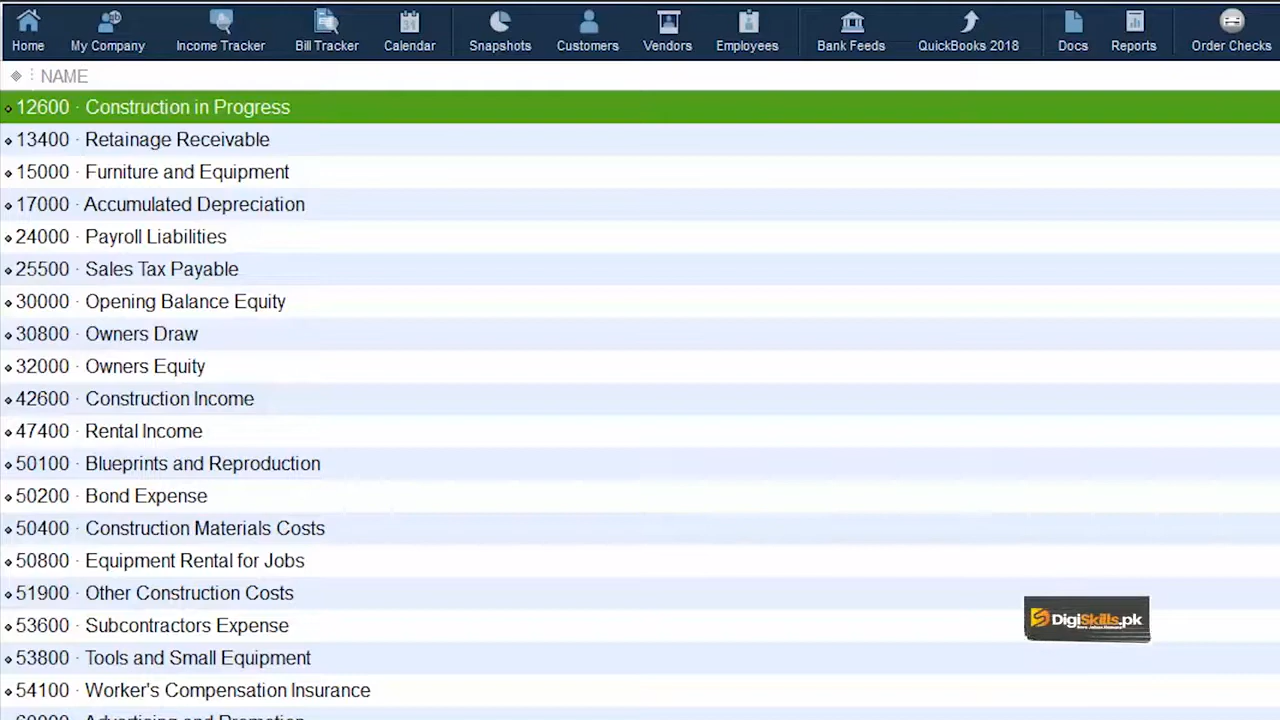 Home My Company Income Tracker Bill Tracker Calendar Snapshots Customers Vendors Employees Bank Feeds QuickBooks 2018 Docs Reports Order Checks
NAME
12600 · Construction in Progress
13400 · Retainage Receivable
15000 · Furniture and Equipment
17000 · Accumulated Depreciation
24000 · Payroll Liabilities
25500 · Sales Tax Payable
30000 · Opening Balance Equity
30800 · Owners Draw
32000 · Owners Equity
42600 · Construction Income
47400 · Rental Income
50100 · Blueprints and Reproduction
50200 · Bond Expense
50400 · Construction Materials Costs
50800 · Equipment Rental for Jobs
51900 · Other Construction Costs
53600 · Subcontractors Expense
DigiSkills.pk
53800 · Tools and Small Equipment
54100 · Worker's Compensation Insurance
60000 · Advertising and Promotion